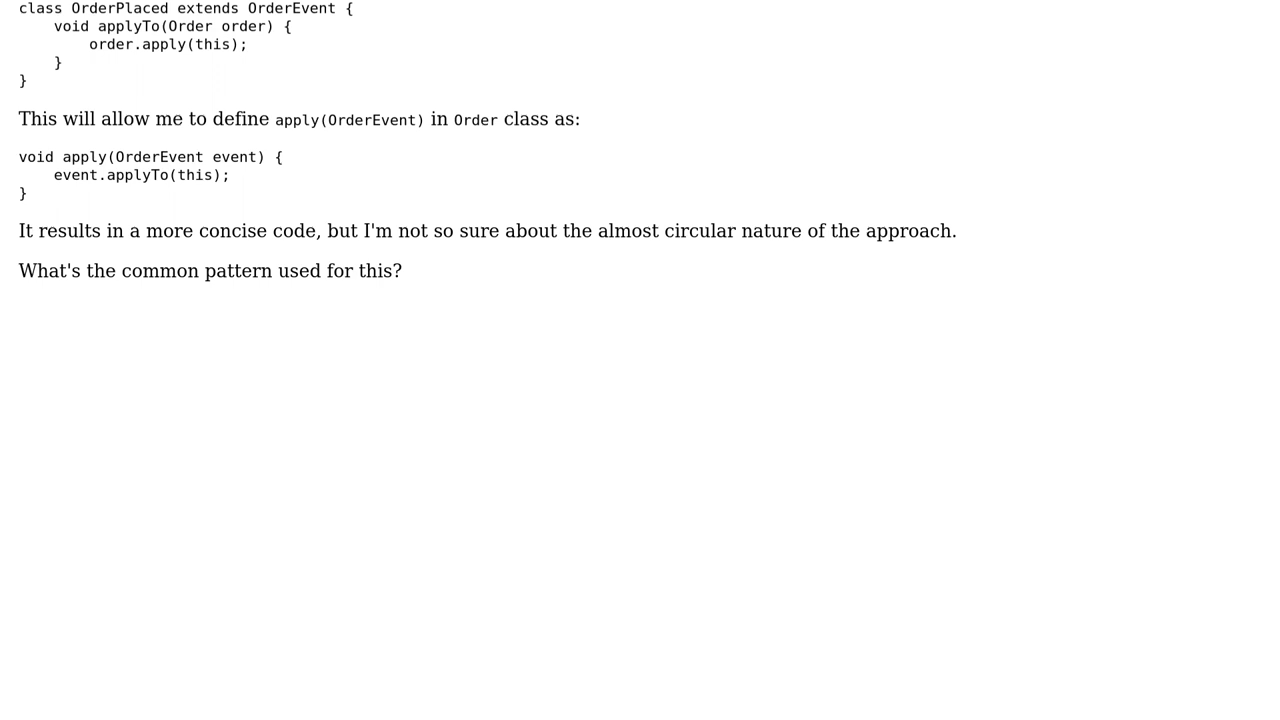 class OrderPlaced extends OrderEvent {
    void applyTo(Order order) {
        order.apply(this);
    }
}
This will allow me to define apply(OrderEvent) in Order class as:
void apply(OrderEvent event) {
    event.applyTo(this);
}
It results in a more concise code, but I'm not so sure about the almost circular nature of the approach.
What's the common pattern used for this?